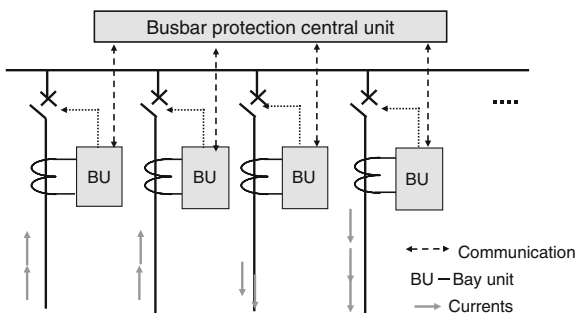 Busbar protection central unit
....
BU BU BU BU
Communication
BU – Bay unit
Currents